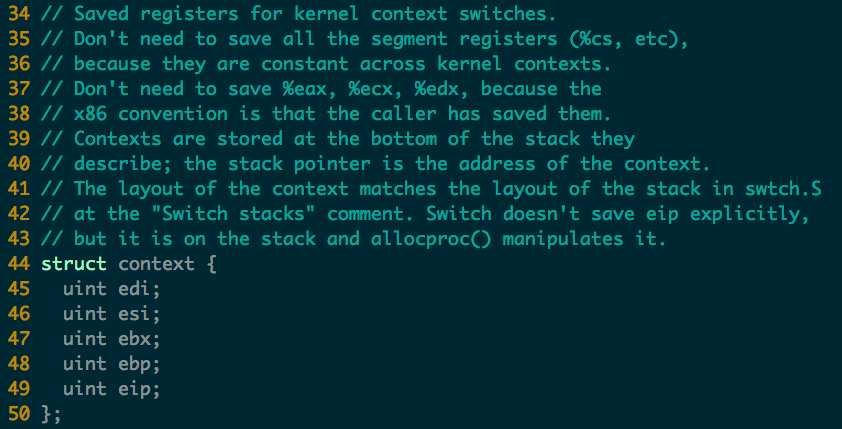 34 // Saved registers for kernel context switches.
35 // Don't need to save all the segment registers (%cs, etc),
36 // because they are constant across kernel contexts.
37 // Don't need to save %eax, %ecx, %edx, because the
38 // x86 convention is that the caller has saved them.
39 // Contexts are stored at the bottom of the stack they
40 // describe; the stack pointer is the address of the context.
41 // The layout of the context matches the layout of the stack in swtch.S
42 // at the "Switch stacks" comment. Switch doesn't save eip explicitly,
43 // but it is on the stack and allocproc() manipulates it.
44 struct context {
45   uint edi;
46   uint esi;
47   uint ebx;
48   uint ebp;
49   uint eip;
50 };